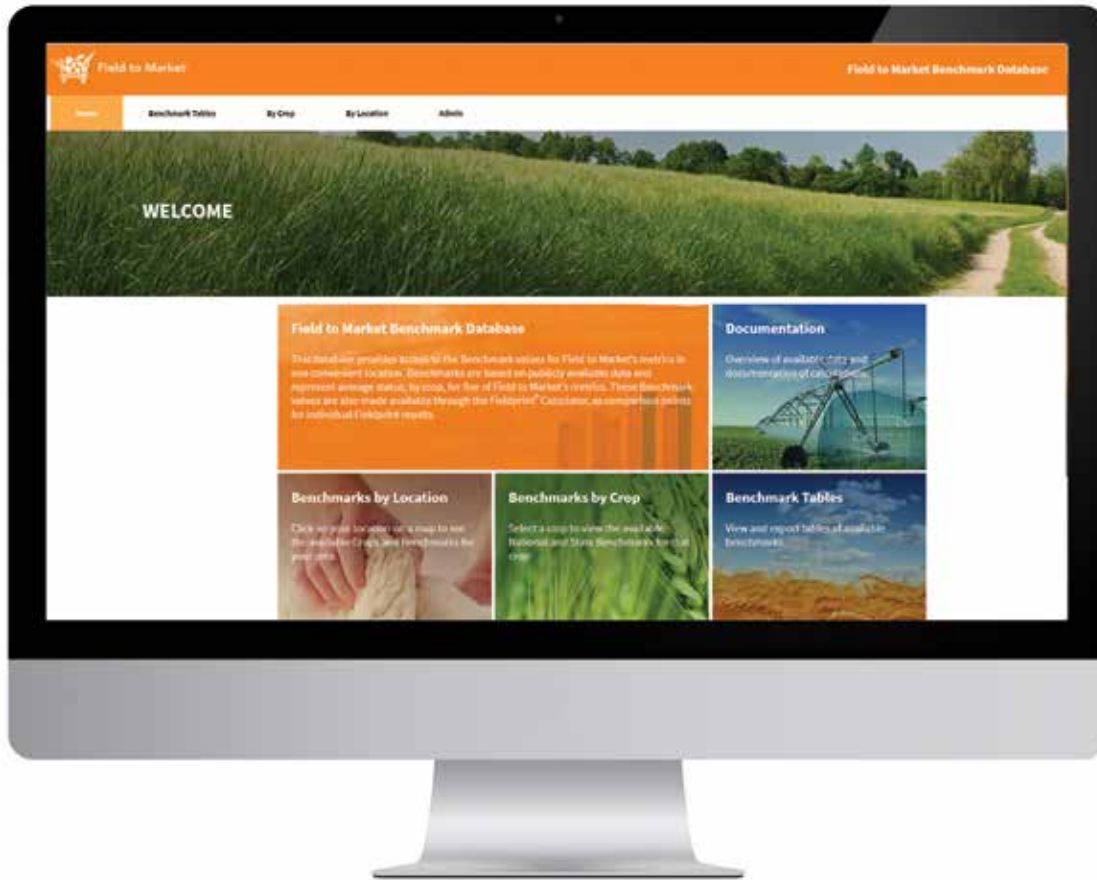 Field to Market
Field to Market Benchmark Database
Home
Benchmark Tables
By Crop
By Location
Admin
WELCOME
Field to Market Benchmark Database
This database provides access to the Benchmark values for Field to Market's metrics in
one convenient location. Benchmarks are based on publicly available data and
represent average status, by crop, for five of Field to Market's metrics. These Benchmark
values are also made available through the Fieldprint® Calculator, as comparison points
for individual Fieldprint results.
Documentation
Overview of available data and
documentation of calculations.
Benchmarks by Location
Click on your location on a map to see
the available Crops and Benchmarks for
your area.
Benchmarks by Crop
Select a crop to view the available
National and State Benchmarks for that
crop
Benchmark Tables
View and export tables of available
benchmarks